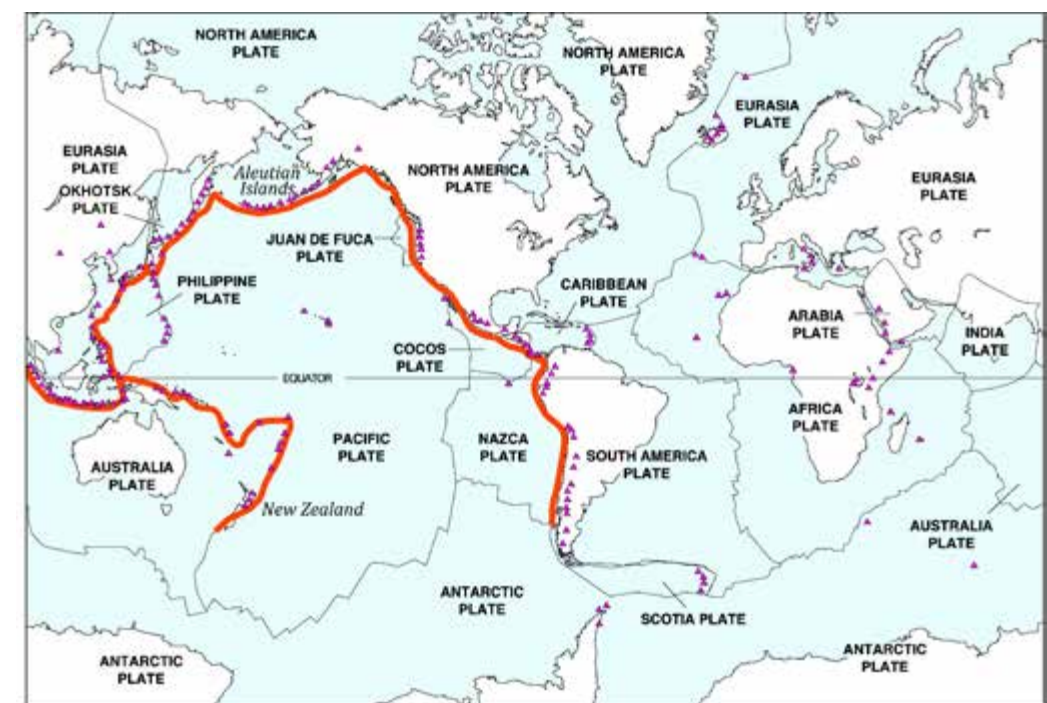 NORTH AMERICA
PLATE
NORTH AMERICA
PLATE
EURASIA
PLATE
EURASIA
PLATE
OKHOTSK
PLATE
Aleutian
Islands
NORTH AMERICA
PLATE
EURASIA
PLATE
JUAN DE FUCA
PLATE
PHILIPPINE
PLATE
CARIBBEAN
PLATE
ARABIA
PLATE
INDIA
PLATE
COCOS
PLATE
EQUATOR
AFRICA
PLATE
PACIFIC
PLATE
NAZCA
PLATE
SOUTH AMERICA
PLATE
AUSTRALIA
PLATE
New Zealand
AUSTRALIA
PLATE
ANTARCTIC
PLATE
SCOTIA PLATE
ANTARCTIC
PLATE
ANTARCTIC
PLATE